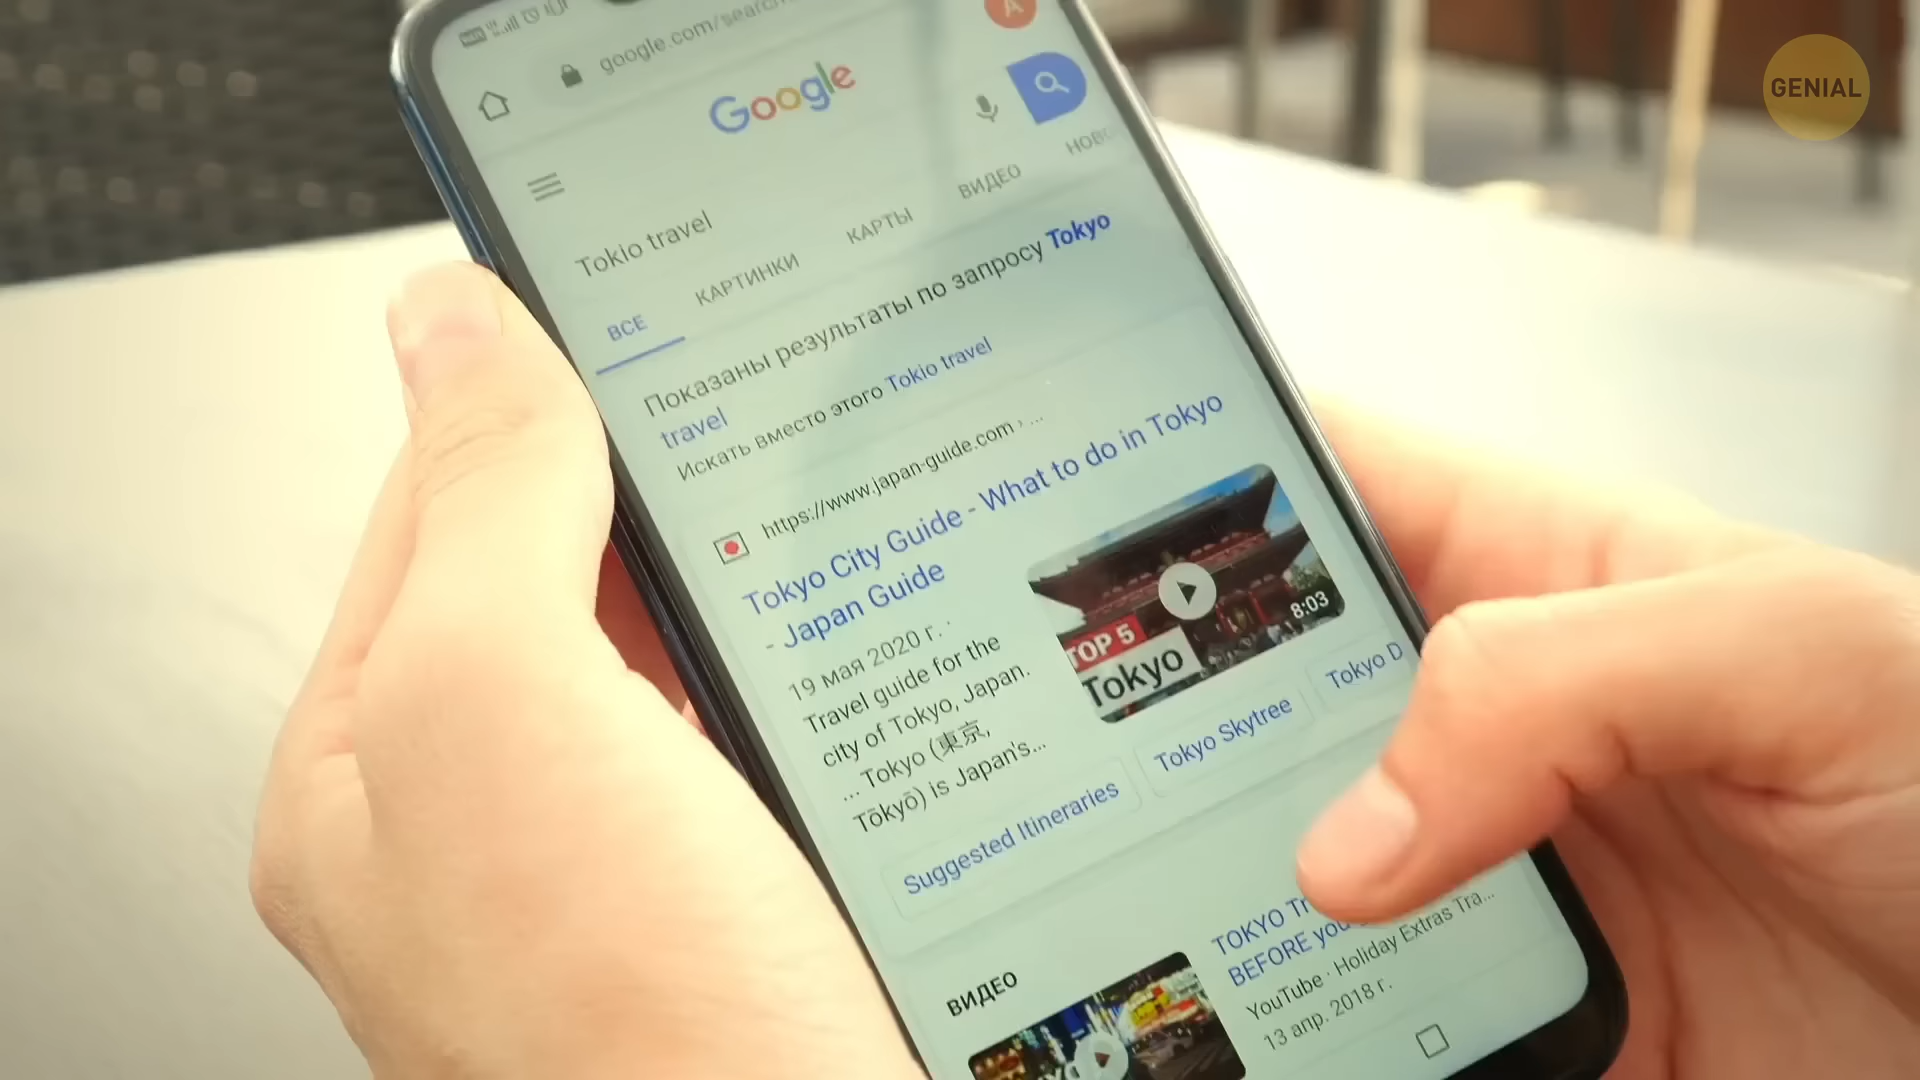 google.com/search
A
GENIAL
Google
Tokio travel
ВСЕ
КАРТИНКИ
КАРТЫ
ВИДЕО
НОВО
Показаны результаты по запросу Tokyo
travel
Искать вместо этого Tokio travel
https://www.japan-guide.com › ...
Tokyo City Guide - What to do in Tokyo
- Japan Guide
19 мая 2020 г. ·
Travel guide for the
city of Tokyo, Japan.
... Tokyo (東京,
Tōkyō) is Japan's...
TOP 5
Tokyo
8:03
Suggested Itineraries
Tokyo Skytree
Tokyo D
ВИДЕО
TOKYO Tr
BEFORE you
YouTube · Holiday Extras Tra...
13 апр. 2018 г.